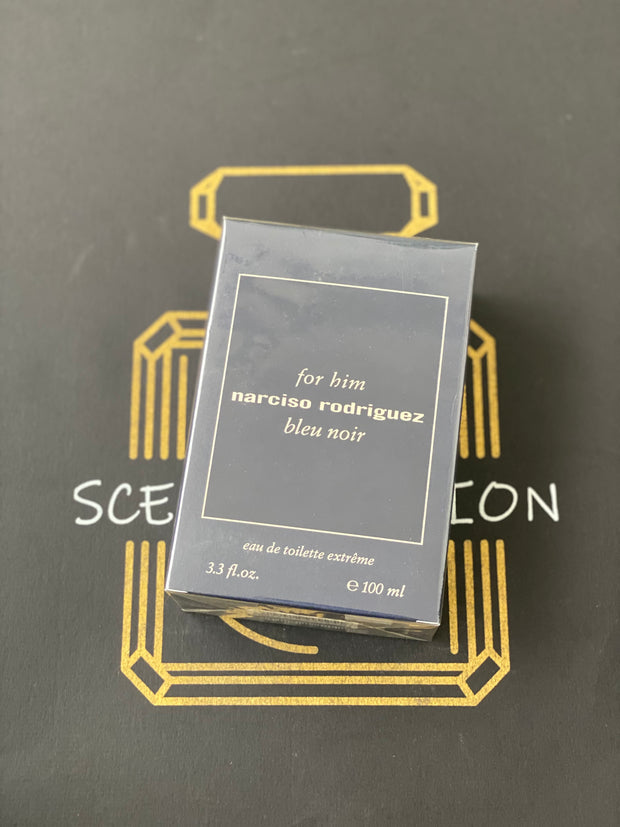 for him
narciso rodriguez
bleu noir
eau de toilette extrême
3.3 fl.oz.
℮ 100 ml